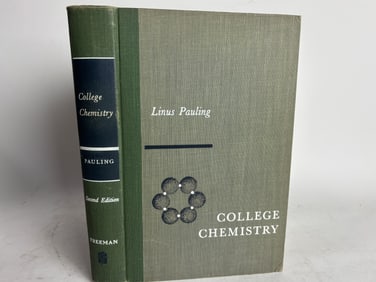 College
Chemistry
PAULING
Second Edition
FREEMAN
Linus Pauling
COLLEGE
CHEMISTRY